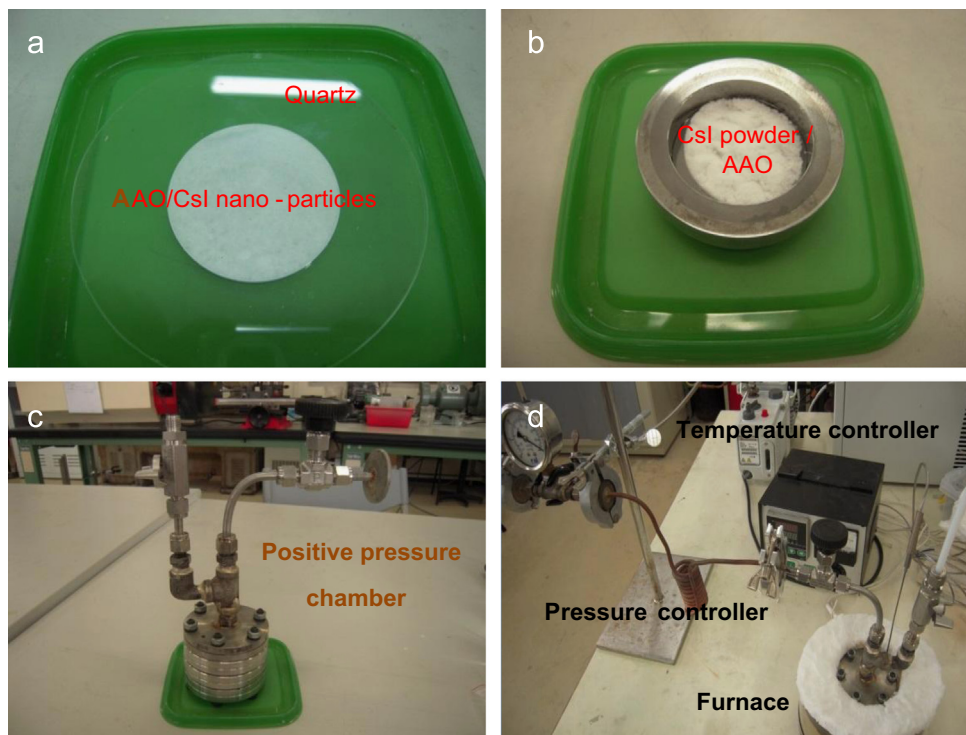 a
Quartz
AAO/CsI nano - particles
b
CsI powder /
AAO
c
Positive pressure
chamber
d
Temperature controller
Pressure controller
Furnace